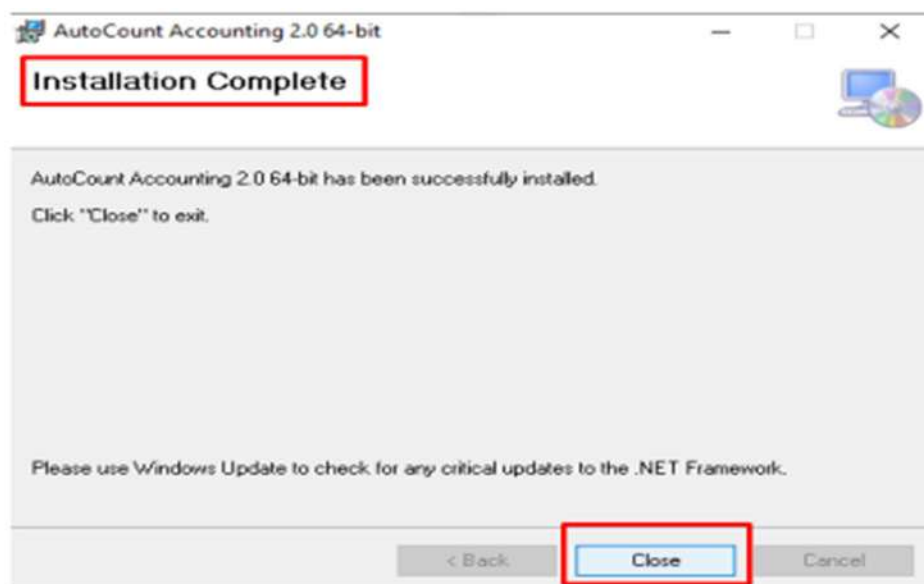 AutoCount Accounting 2.0 64-bit
Installation Complete
AutoCount Accounting 2.0 64-bit has been successfully installed.
Click "Close" to exit.
Please use Windows Update to check for any critical updates to the .NET Framework.
< Back
Close
Cancel